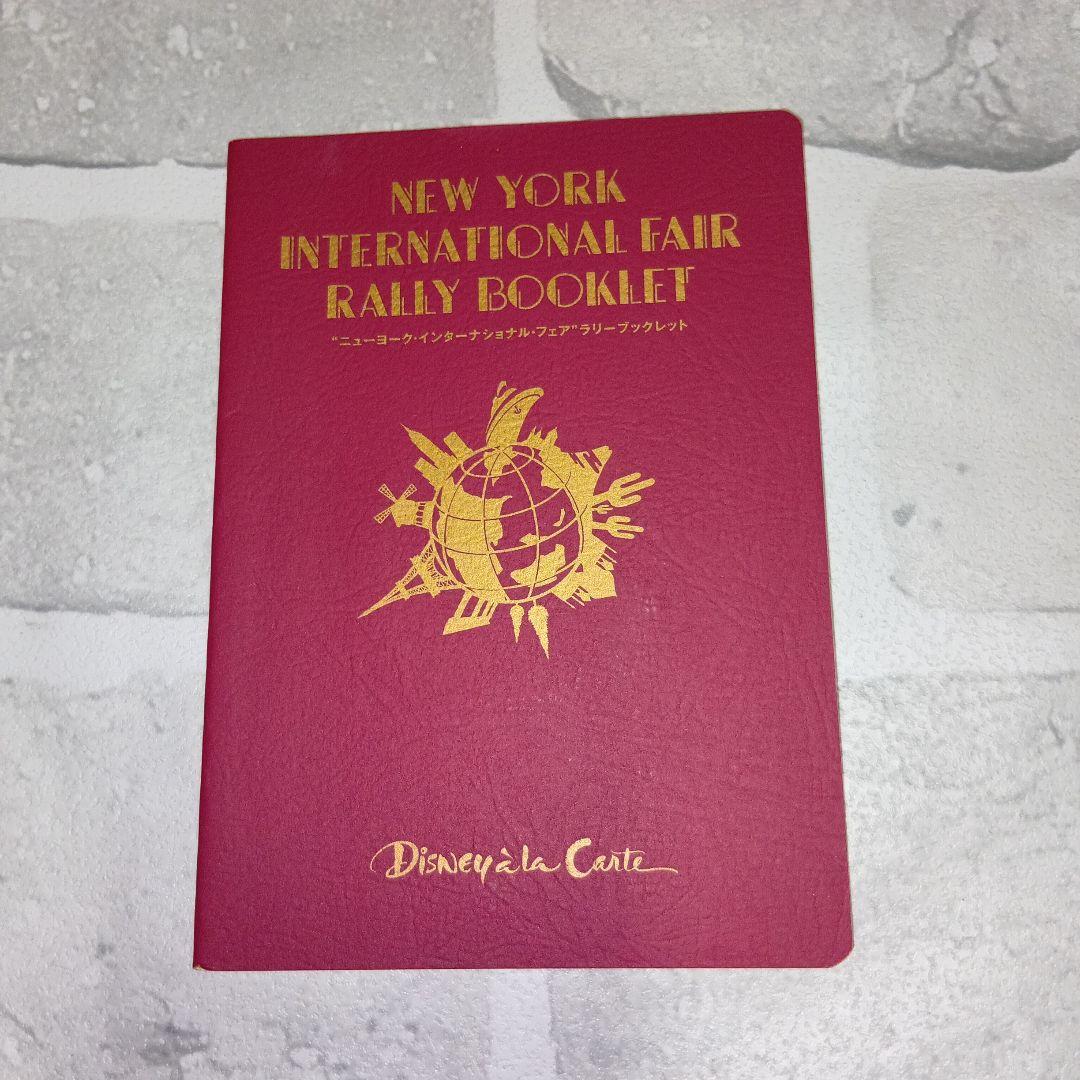 NEW YORK
INTERNATIONAL FAIR
RALLY BOOKLET
“ニューヨーク・インターナショナル・フェア”ラリーブックレット
Disney à la Carte